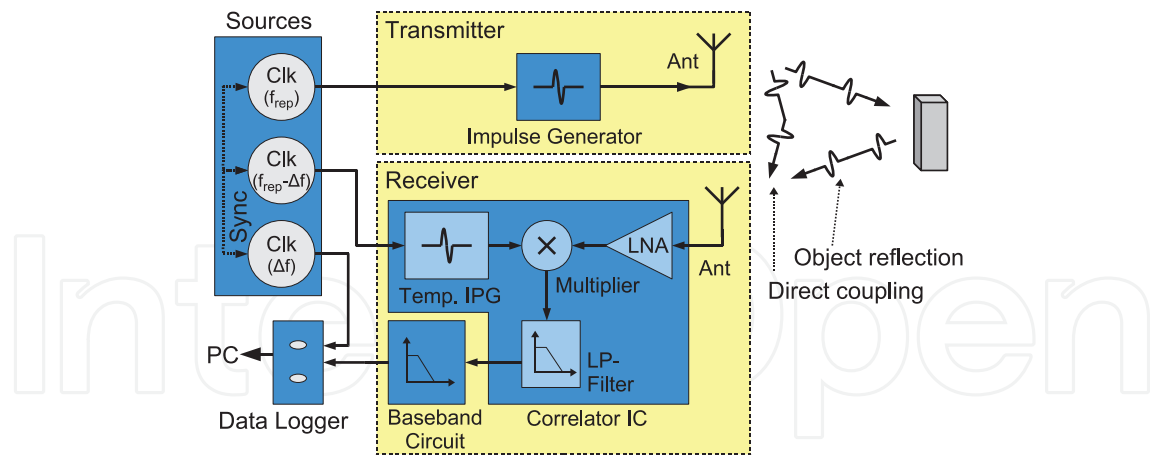 Sources
Transmitter
Clk
(f_rep)
Ant
Impulse Generator
Clk
(f_rep-Δf)
Receiver
Sync
Clk
(Δf)
LNA
Ant
Temp. IPG
Multiplier
Object reflection
Direct coupling
PC
LP-
Filter
Data Logger
Baseband
Circuit
Correlator IC